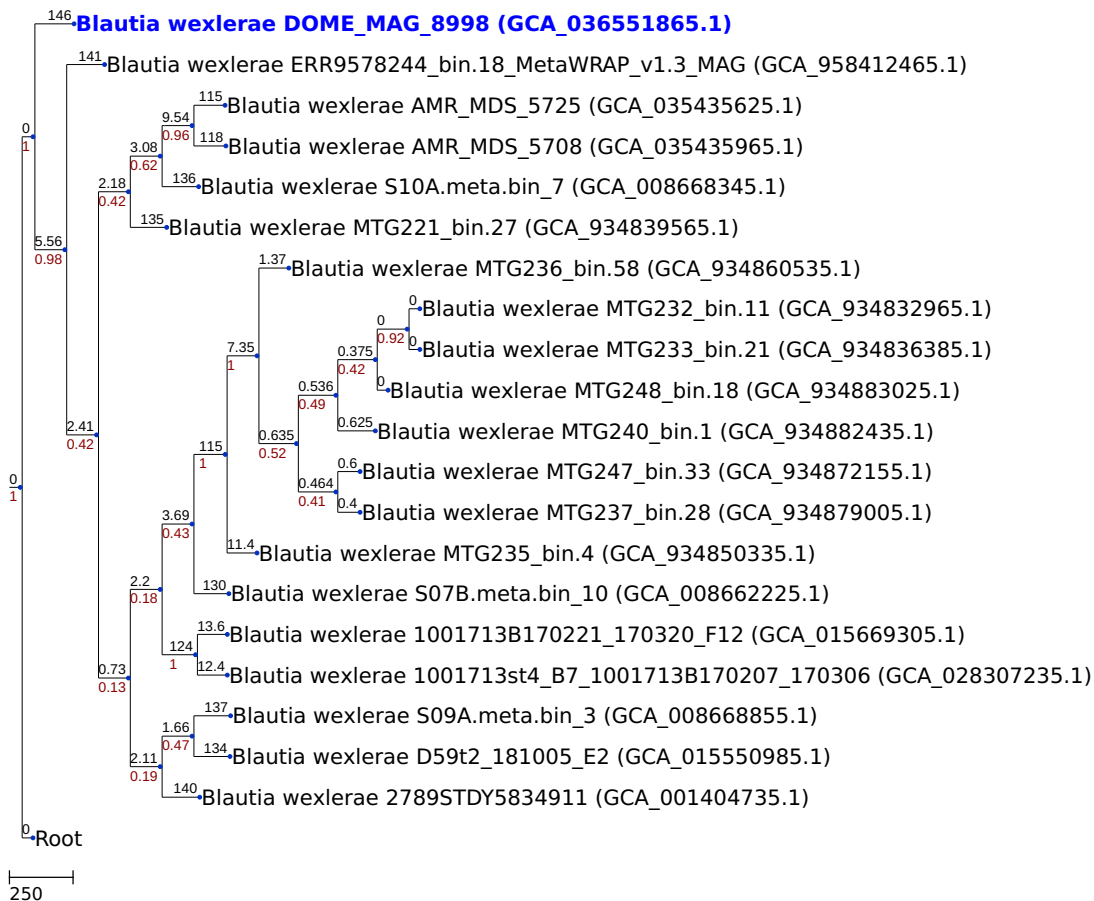 146 Blautia wexlerae DOME_MAG_8998 (GCA_036551865.1)
141 Blautia wexlerae ERR9578244_bin.18_MetaWRAP_v1.3_MAG (GCA_958412465.1)
115 Blautia wexlerae AMR_MDS_5725 (GCA_035435625.1)
9.54
0.96
0
1
118 Blautia wexlerae AMR_MDS_5708 (GCA_035435965.1)
3.08
0.62
136 Blautia wexlerae S10A.meta.bin_7 (GCA_008668345.1)
2.18
0.42
135 Blautia wexlerae MTG221_bin.27 (GCA_934839565.1)
5.56
0.98
1.37 Blautia wexlerae MTG236_bin.58 (GCA_934860535.1)
0 Blautia wexlerae MTG232_bin.11 (GCA_934832965.1)
0
0.92
0 Blautia wexlerae MTG233_bin.21 (GCA_934836385.1)
7.35
1
0.375
0.42
0 Blautia wexlerae MTG248_bin.18 (GCA_934883025.1)
0.536
0.49
0.625 Blautia wexlerae MTG240_bin.1 (GCA_934882435.1)
2.41
0.42
0.635
0.52
115
1
0.6 Blautia wexlerae MTG247_bin.33 (GCA_934872155.1)
0
1
0.464
0.41
0.4 Blautia wexlerae MTG237_bin.28 (GCA_934879005.1)
3.69
0.43
11.4 Blautia wexlerae MTG235_bin.4 (GCA_934850335.1)
2.2
0.18
130 Blautia wexlerae S07B.meta.bin_10 (GCA_008662225.1)
13.6 Blautia wexlerae 1001713B170221_170320_F12 (GCA_015669305.1)
124
1
0.73
0.13
12.4 Blautia wexlerae 1001713st4_B7_1001713B170207_170306 (GCA_028307235.1)
137 Blautia wexlerae S09A.meta.bin_3 (GCA_008668855.1)
1.66
0.47
134 Blautia wexlerae D59t2_181005_E2 (GCA_015550985.1)
2.11
0.19
140 Blautia wexlerae 2789STDY5834911 (GCA_001404735.1)
0 Root
250